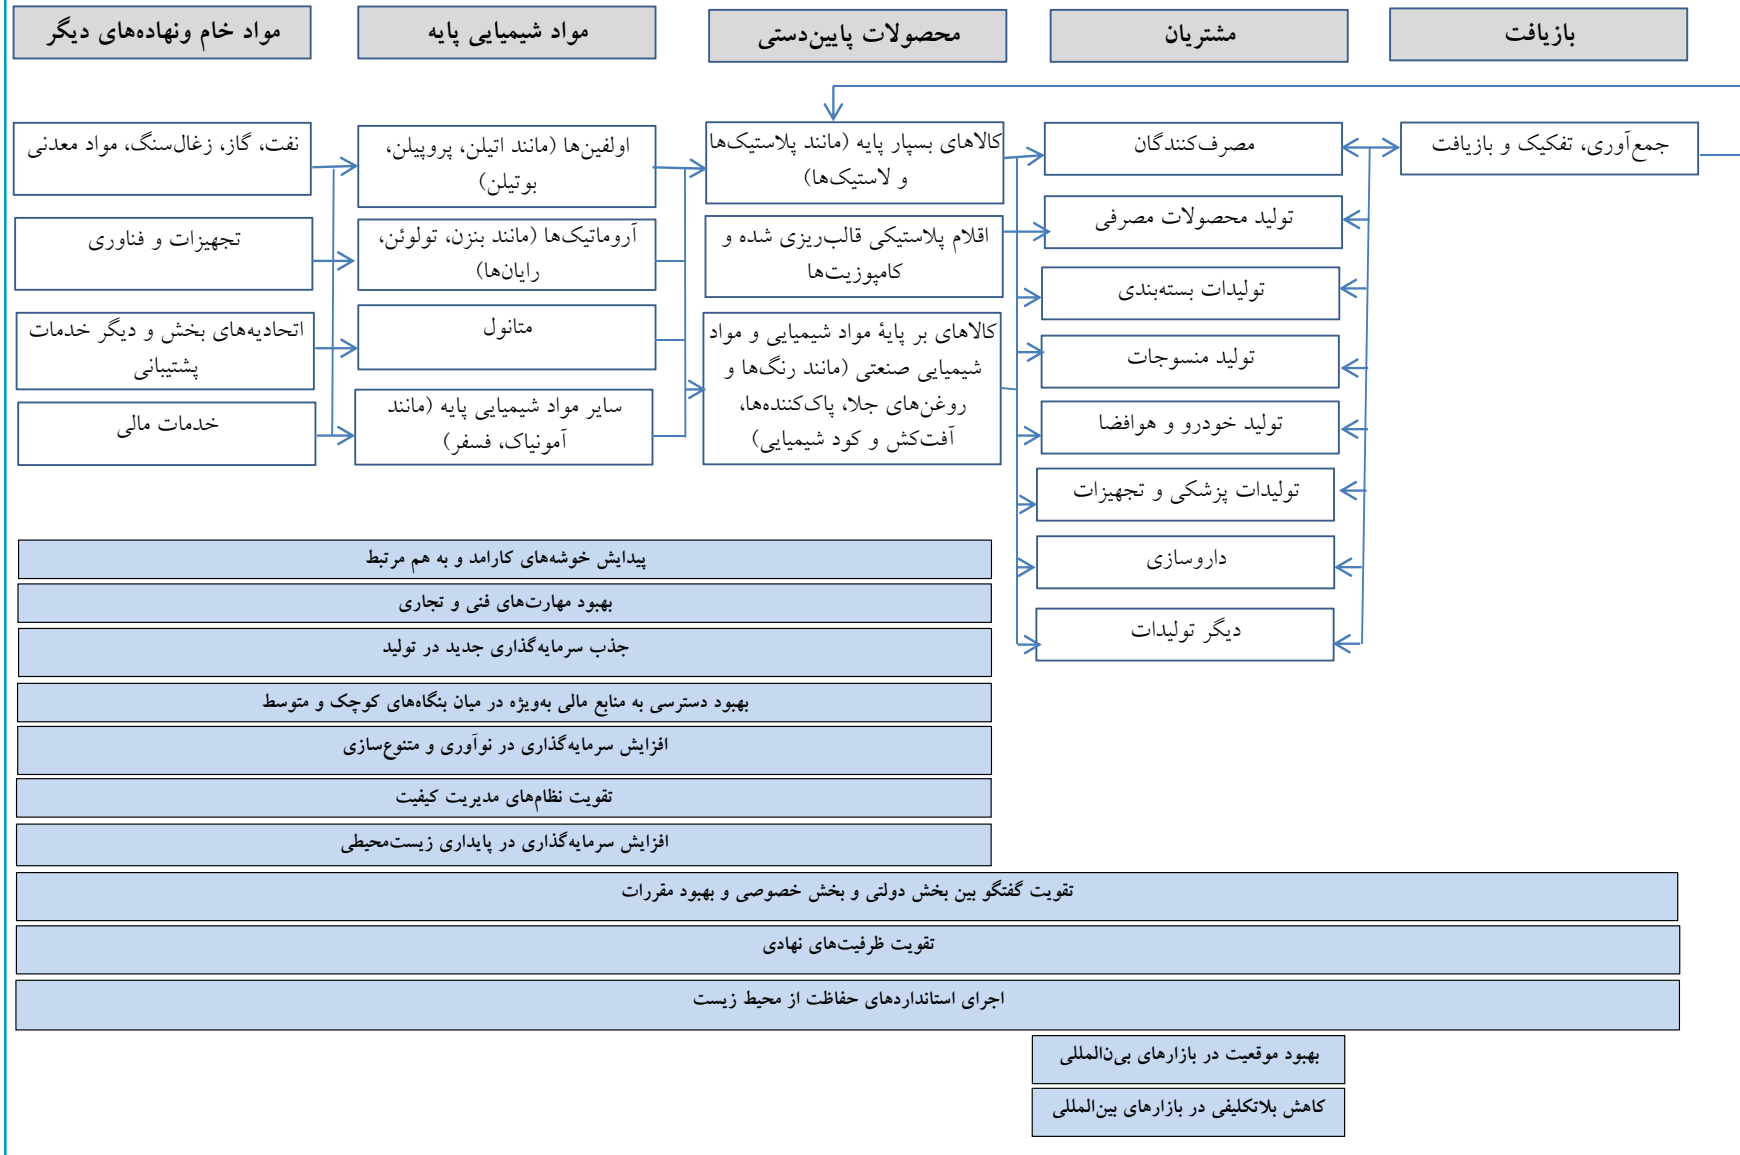 مواد خام ونهاده‌های دیگر
مواد شیمیایی پایه
محصولات پایین‌دستی
مشتریان
بازیافت
نفت، گاز، زغال‌سنگ، مواد معدنی
تجهیزات و فناوری
اتحادیه‌های بخش و دیگر خدمات
پشتیبانی
خدمات مالی
اولفین‌ها (مانند اتیلن، پروپیلن،
بوتیلن)
آروماتیک‌ها (مانند بنزن، تولوئن،
رایان‌ها)
متانول
سایر مواد شیمیایی پایه (مانند
آمونیاک، فسفر)
کالاهای بسپار پایه (مانند پلاستیک‌ها
و لاستیک‌ها)
اقلام پلاستیکی قالب‌ریزی شده و
کامپوزیت‌ها
کالاهای بر پایۀ مواد شیمیایی و مواد
شیمیایی صنعتی (مانند رنگ‌ها و
روغن‌های جلا، پاک‌کننده‌ها،
آفت‌کش و کود شیمیایی)
مصرف‌کنندگان
تولید محصولات مصرفی
تولیدات بسته‌بندی
تولید منسوجات
تولید خودرو و هوافضا
تولیدات پزشکی و تجهیزات
داروسازی
دیگر تولیدات
جمع‌آوری، تفکیک و بازیافت
پیدایش خوشه‌های کارامد و به هم مرتبط
بهبود مهارت‌های فنی و تجاری
جذب سرمایه‌گذاری جدید در تولید
بهبود دسترسی به منابع مالی به‌ویژه در میان بنگاه‌های کوچک و متوسط
افزایش سرمایه‌گذاری در نوآوری و متنوع‌سازی
تقویت نظام‌های مدیریت کیفیت
افزایش سرمایه‌گذاری در پایداری زیست‌محیطی
تقویت گفتگو بین بخش دولتی و بخش خصوصی و بهبود مقررات
تقویت ظرفیت‌های نهادی
اجرای استانداردهای حفاظت از محیط زیست
بهبود موقعیت در بازارهای بی‌ن‌المللی
کاهش بلاتکلیفی در بازارهای بین‌المللی